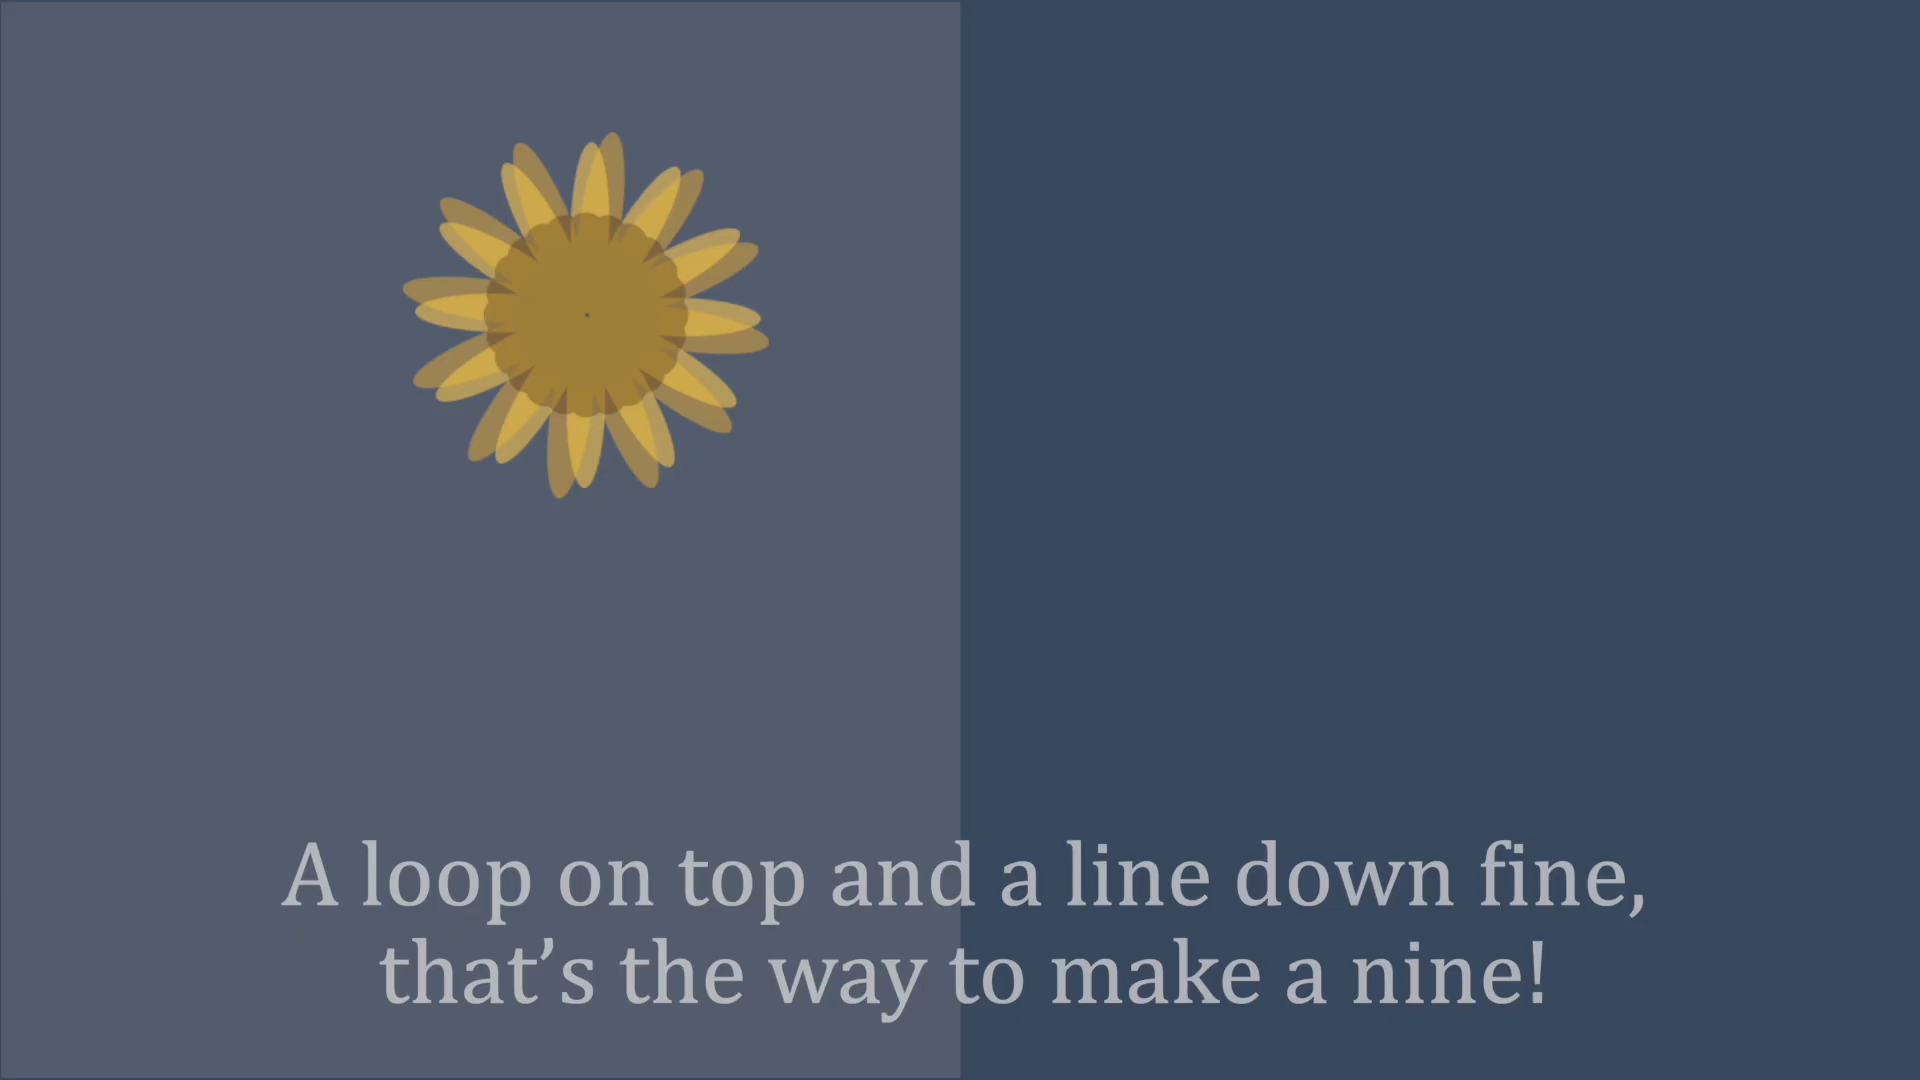 A loop on top and a line down fine,
that’s the way to make a nine!